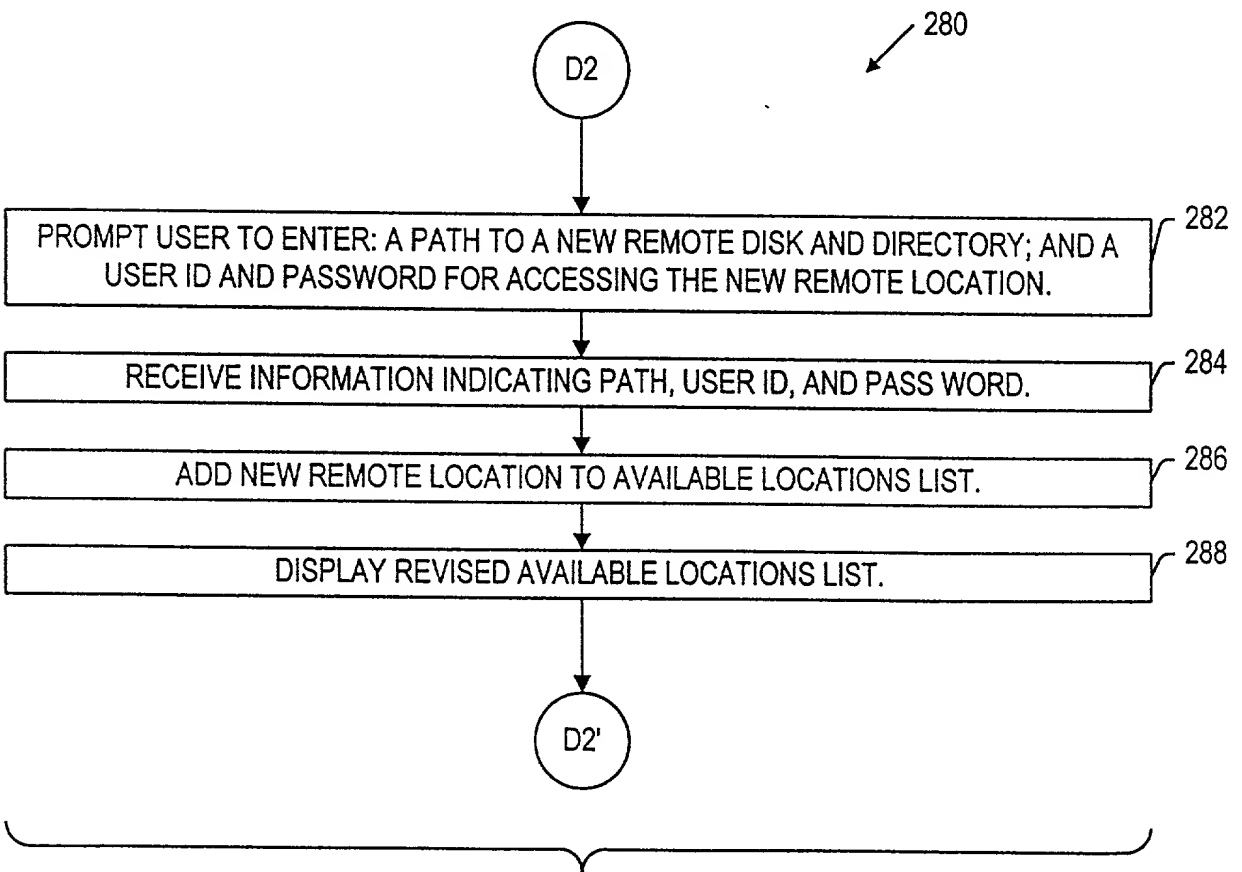 280
D2
282
PROMPT USER TO ENTER: A PATH TO A NEW REMOTE DISK AND DIRECTORY; AND A
USER ID AND PASSWORD FOR ACCESSING THE NEW REMOTE LOCATION.
284
RECEIVE INFORMATION INDICATING PATH, USER ID, AND PASS WORD.
286
ADD NEW REMOTE LOCATION TO AVAILABLE LOCATIONS LIST.
288
DISPLAY REVISED AVAILABLE LOCATIONS LIST.
D2'